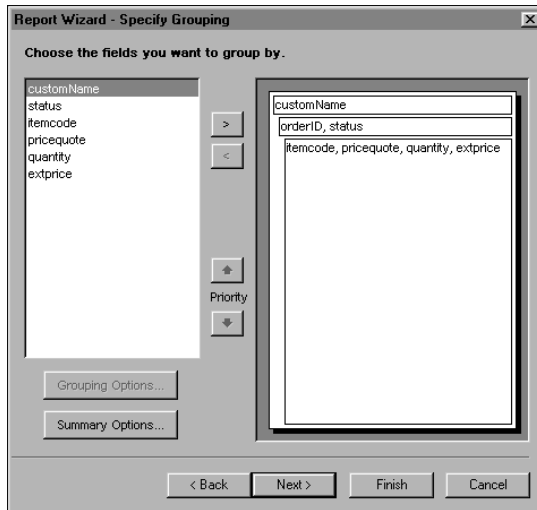 Report Wizard - Specify Grouping
Choose the fields you want to group by.
customName
status
itemcode
pricequote
quantity
extprice
>
<
Priority
Grouping Options...
Summary Options...
customName
orderID, status
itemcode, pricequote, quantity, extprice
< Back
Next >
Finish
Cancel